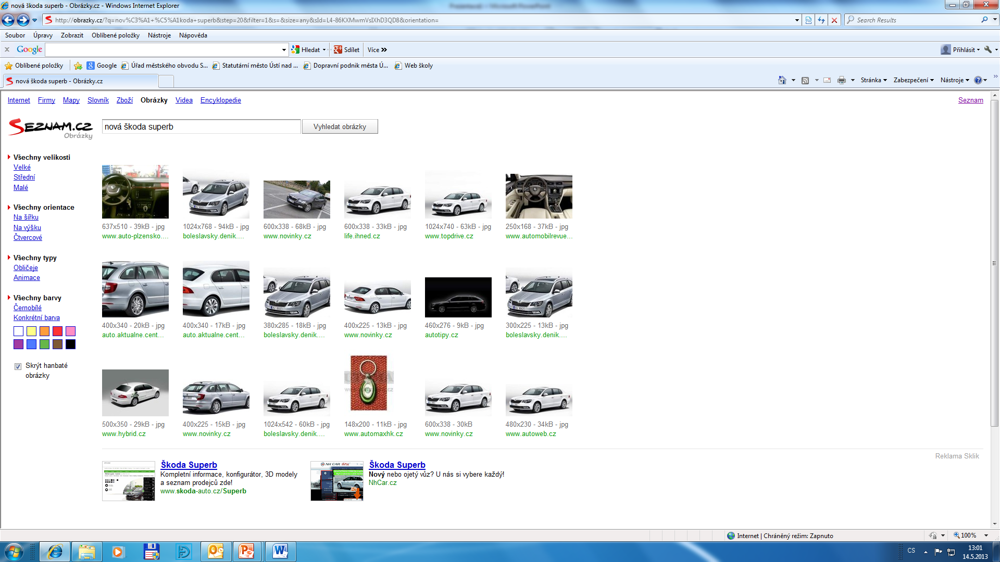 nová škoda superb - Obrázky.cz - Windows Internet Explorer
http://obrazky.cz/?q=nov%C3%A1+%C5%A1koda+superb&step=20&filter=1&s=&size=any&sId=L4-86KXMwmVsIXhD3QD8&orientation=
Search Results
Soubor Úpravy Zobrazit Oblíbené položky Nástroje Nápověda
x Google Hledat Sdílet Více Přihlásit
Oblíbené položky Google Úřad městského obvodu S... Statutární město Ústí nad ... Dopravní podnik města Ú... Web školy
nová škoda superb - Obrázky.cz
Stránka Zabezpečení Nástroje
Internet Firmy Mapy Slovník Zboží Obrázky Videa Encyklopedie Seznam
SEZNAM.CZ
Obrázky
nová škoda superb
Vyhledat obrázky
Všechny velikosti
Velké
Střední
Malé
Všechny orientace
Na šířku
Na výšku
Čtvercové
Všechny typy
Obličeje
Animace
Všechny barvy
Černobílé
Konkrétní barva
Skrýt hanbaté
obrázky
637x510 - 39kB - jpg 1024x768 - 94kB - jpg 600x338 - 68kB - jpg 600x338 - 33kB - jpg 1024x740 - 63kB - jpg 250x168 - 37kB - jpg
www.auto-plzensko.... boleslavsky.denik.... www.novinky.cz life.ihned.cz www.topdrive.cz www.automobilrevue...
400x340 - 20kB - jpg 400x340 - 17kB - jpg 380x285 - 18kB - jpg 400x225 - 13kB - jpg 460x276 - 9kB - jpg 300x225 - 13kB - jpg
auto.aktualne.cent... auto.aktualne.cent... boleslavsky.denik.... www.novinky.cz autotipy.cz boleslavsky.denik....
500x350 - 29kB - jpg 400x225 - 15kB - jpg 1024x542 - 60kB - jpg 148x200 - 11kB - jpg 600x338 - 30kB 480x230 - 34kB - jpg
www.hybrid.cz www.novinky.cz boleslavsky.denik.... www.automaxhk.cz www.novinky.cz www.autoweb.cz
Reklama Sklik
Škoda Superb
Kompletní informace, konfigurátor, 3D modely
a seznam prodejců zde!
www.skoda-auto.cz/Superb
NH CAR
Škoda Superb
Nový nebo ojetý vůz? U nás si vybere každý!
NhCar.cz
Internet | Chráněný režim: Zapnuto
100%
CS
13:01
14.5.2013